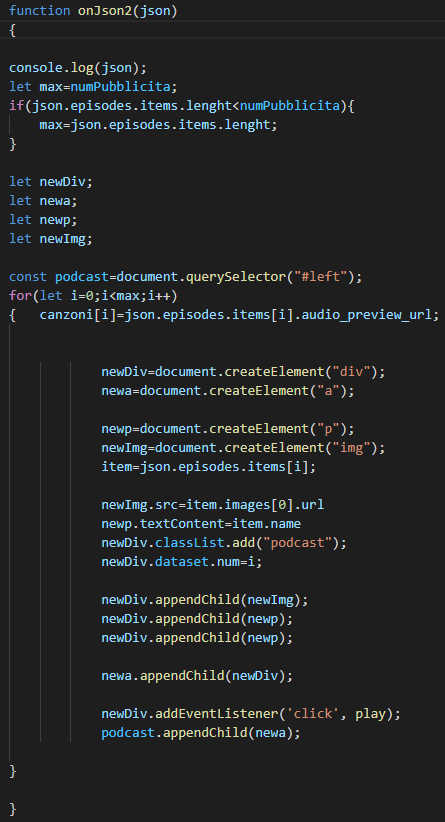 function onJson2(json)
{
console.log(json);
let max=numPubblicita;
if(json.episodes.items.lenght<numPubblicita){
max=json.episodes.items.lenght;
}
let newDiv;
let newa;
let newp;
let newImg;
const podcast=document.querySelector("#left");
for(let i=0;i<max;i++)
{   canzoni[i]=json.episodes.items[i].audio_preview_url;
newDiv=document.createElement("div");
newa=document.createElement("a");
newp=document.createElement("p");
newImg=document.createElement("img");
item=json.episodes.items[i];
newImg.src=item.images[0].url
newp.textContent=item.name
newDiv.classList.add("podcast");
newDiv.dataset.num=i;
newDiv.appendChild(newImg);
newDiv.appendChild(newp);
newDiv.appendChild(newp);
newa.appendChild(newDiv);
newDiv.addEventListener('click', play);
podcast.appendChild(newa);
}
}